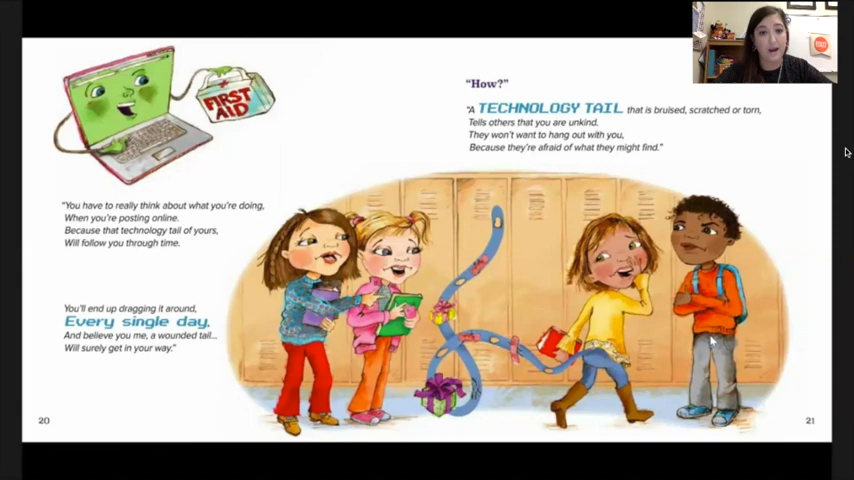 FIRST
AID
"You have to really think about what you're doing,
When you're posting online.
Because that technology tail of yours,
Will follow you through time.
You'll end up dragging it around,
Every single day,
And believe you me, a wounded tail...
Will surely get in your way."
20
"How?"
"A TECHNOLOGY TAIL that is bruised, scratched or torn,
Tells others that you are unkind.
They won't want to hang out with you,
Because they're afraid of what they might find."
21